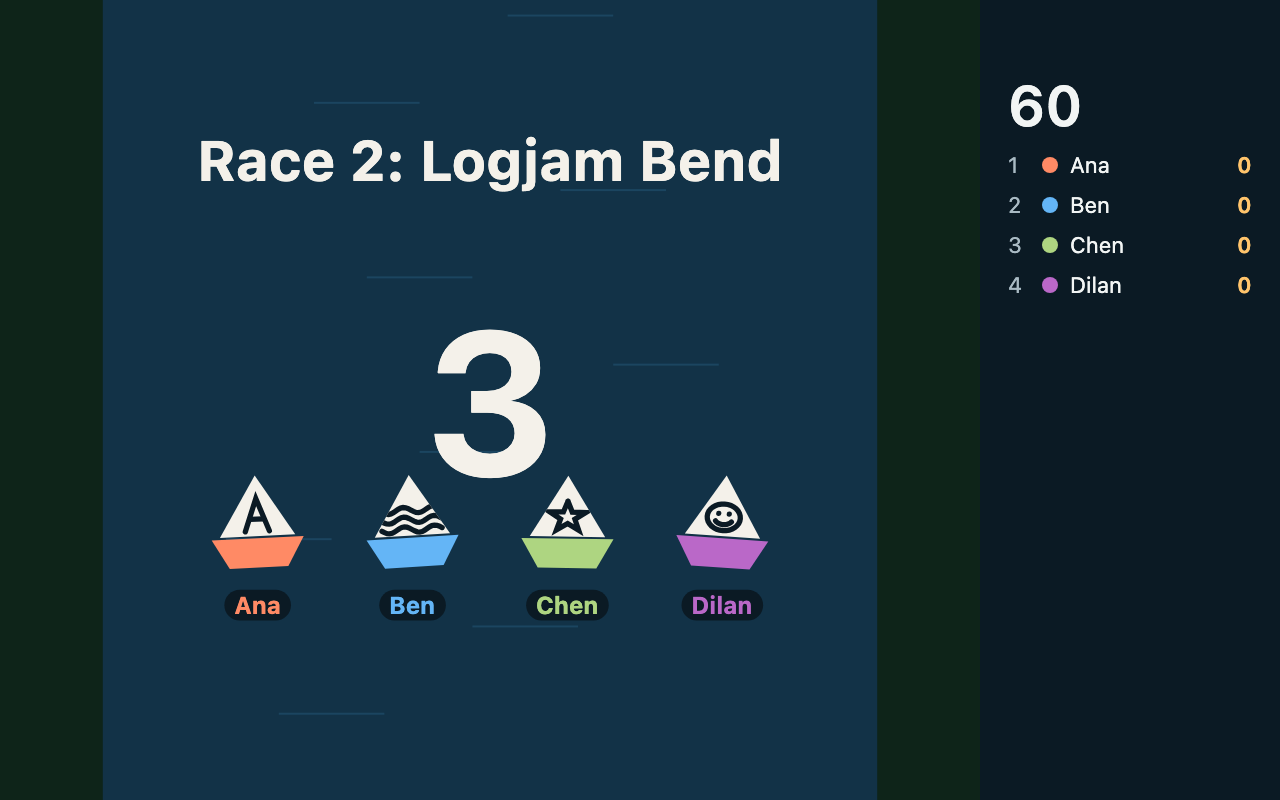 Race 2: Logjam Bend
3
A
Ana
Ben
Chen
Dilan
60
1 Ana 0
2 Ben 0
3 Chen 0
4 Dilan 0